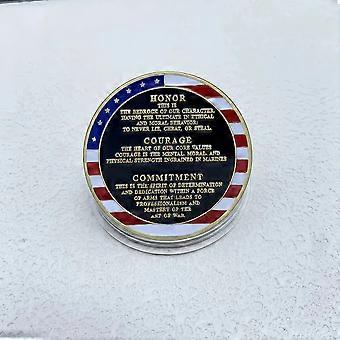 HONOR
THIS IS
THE BEDROCK OF OUR CHARACTER.
HAVING THE ULTIMATE IN ETHICAL
AND MORAL BEHAVIOR:
TO NEVER LIE, CHEAT, OR STEAL
COURAGE
THE HEART OF OUR CORE VALUES
COURAGE IS THE MENTAL, MORAL AND
PHYSICAL STRENGTH INGRAINED IN MARINES
COMMITMENT
THIS IS THE SPIRIT OF DETERMINATION
AND DEDICATION WITHIN A FORCE
OF ARMS THAT LEADS TO
PROFESSIONALISM AND
MASTERY OF THE
ART OF WAR.